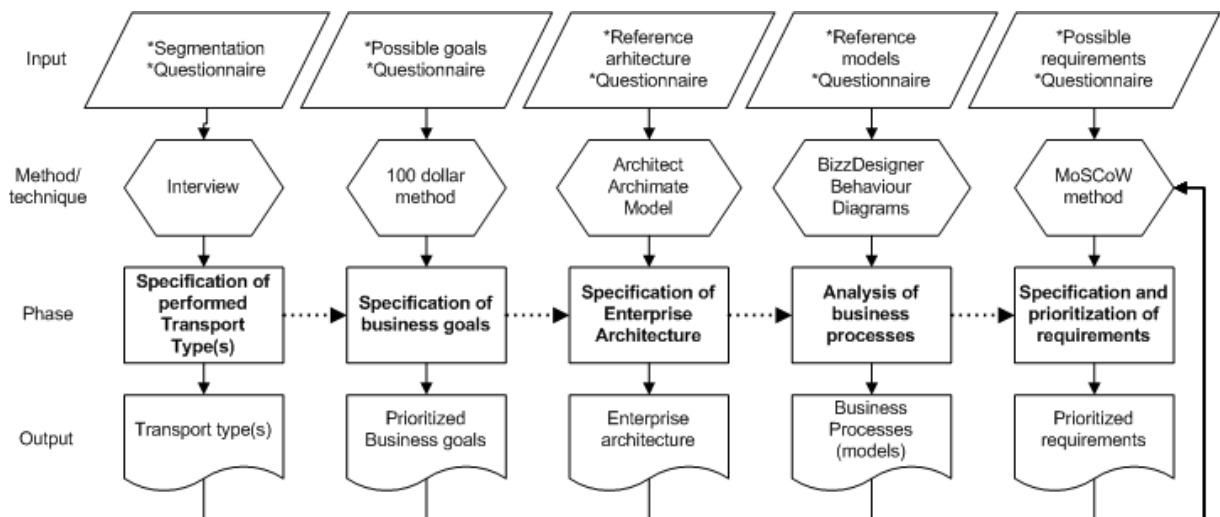 Input
*Segmentation
*Questionnaire
*Possible goals
*Questionnaire
*Reference
arhitecture
*Questionnaire
*Reference
models
*Questionnaire
*Possible
requirements
*Questionnaire
Method/
technique
Interview
100 dollar
method
Architect
Archimate
Model
BizzDesigner
Behaviour
Diagrams
MoSCoW
method
Phase
Specification of
performed
Transport
Type(s)
Specification of
business goals
Specification of
Enterprise
Architecture
Analysis of
business
processes
Specification and
prioritization of
requirements
Output
Transport type(s)
Prioritized
Business goals
Enterprise
architecture
Business
Processes
(models)
Prioritized
requirements